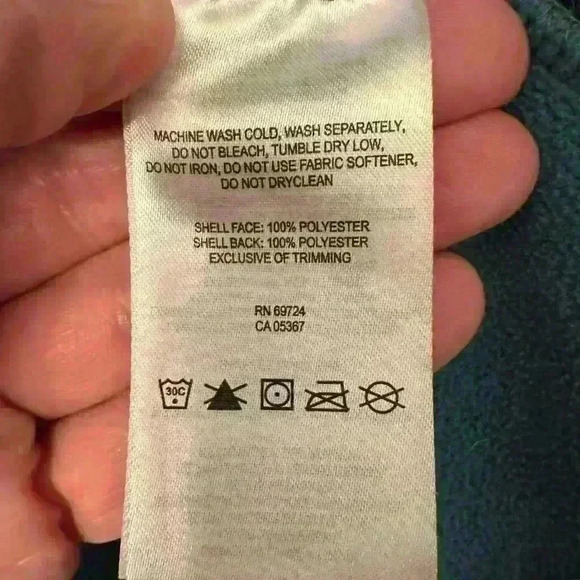 MACHINE WASH COLD, WASH SEPARATELY,
DO NOT BLEACH, TUMBLE DRY LOW,
DO NOT IRON, DO NOT USE FABRIC SOFTENER,
DO NOT DRYCLEAN
SHELL FACE: 100% POLYESTER
SHELL BACK: 100% POLYESTER
EXCLUSIVE OF TRIMMING
RN 69724
CA 05367
30C